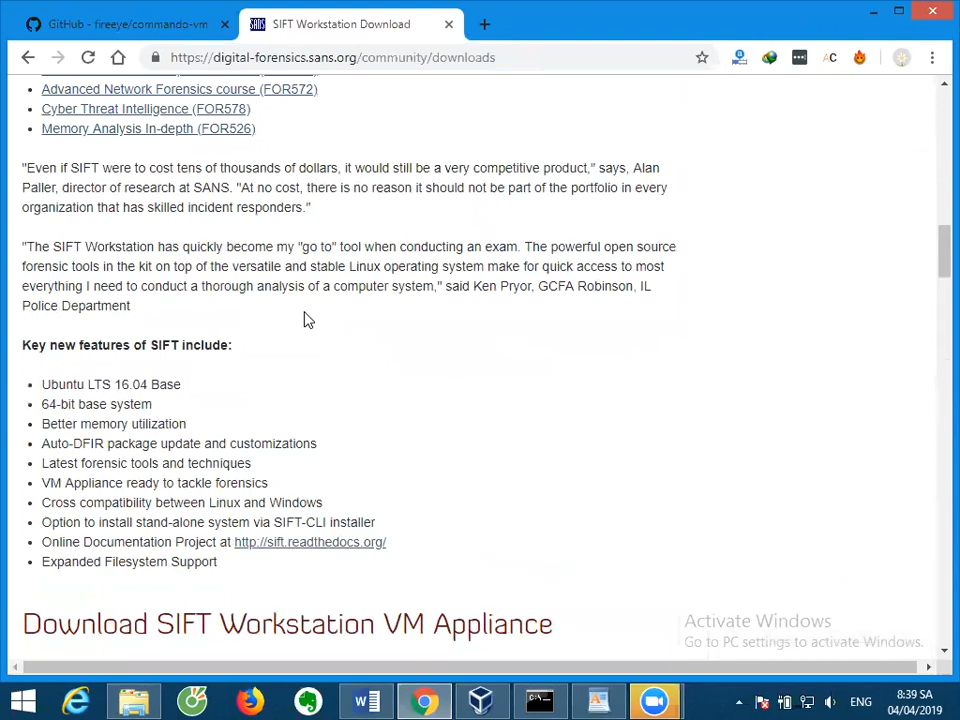 GitHub - fireeye/commando-vm
SANS
SIFT Workstation Download
https://digital-forensics.sans.org/community/downloads
AC
Advanced Network Forensics course (FOR572)
Cyber Threat Intelligence (FOR578)
Memory Analysis In-depth (FOR526)
"Even if SIFT were to cost tens of thousands of dollars, it would still be a very competitive product," says, Alan
Paller, director of research at SANS. "At no cost, there is no reason it should not be part of the portfolio in every
organization that has skilled incident responders."
"The SIFT Workstation has quickly become my "go to" tool when conducting an exam. The powerful open source
forensic tools in the kit on top of the versatile and stable Linux operating system make for quick access to most
everything I need to conduct a thorough analysis of a computer system," said Ken Pryor, GCFA Robinson, IL
Police Department
Key new features of SIFT include:
Ubuntu LTS 16.04 Base
64-bit base system
Better memory utilization
Auto-DFIR package update and customizations
Latest forensic tools and techniques
VM Appliance ready to tackle forensics
Cross compatibility between Linux and Windows
Option to install stand-alone system via SIFT-CLI installer
Online Documentation Project at http://sift.readthedocs.org/
Expanded Filesystem Support
Download SIFT Workstation VM Appliance
Activate Windows
Go to PC settings to activate Windows.
ENG
8:39 SA
04/04/2019